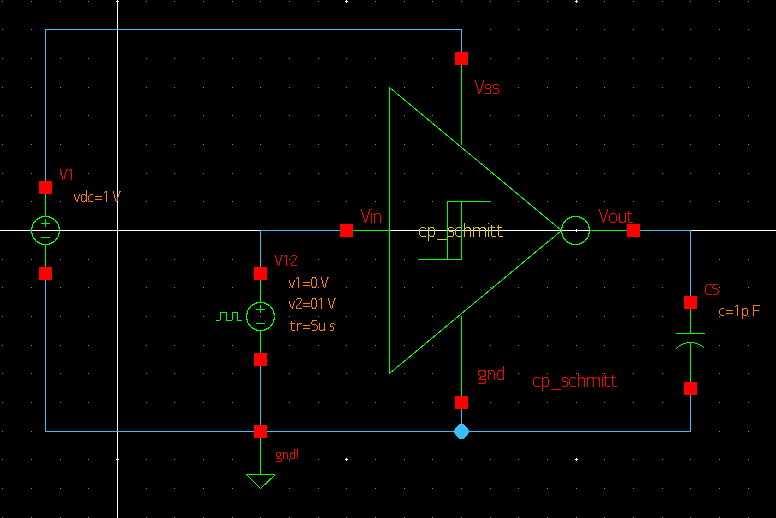 Vss
V1
vdc=1 V
Vin
cp_schmitt
Vout
V12
v1=0 V
v2=01 V
tr=5u s
C5
c=1p F
gnd
cp_schmitt
gnd!